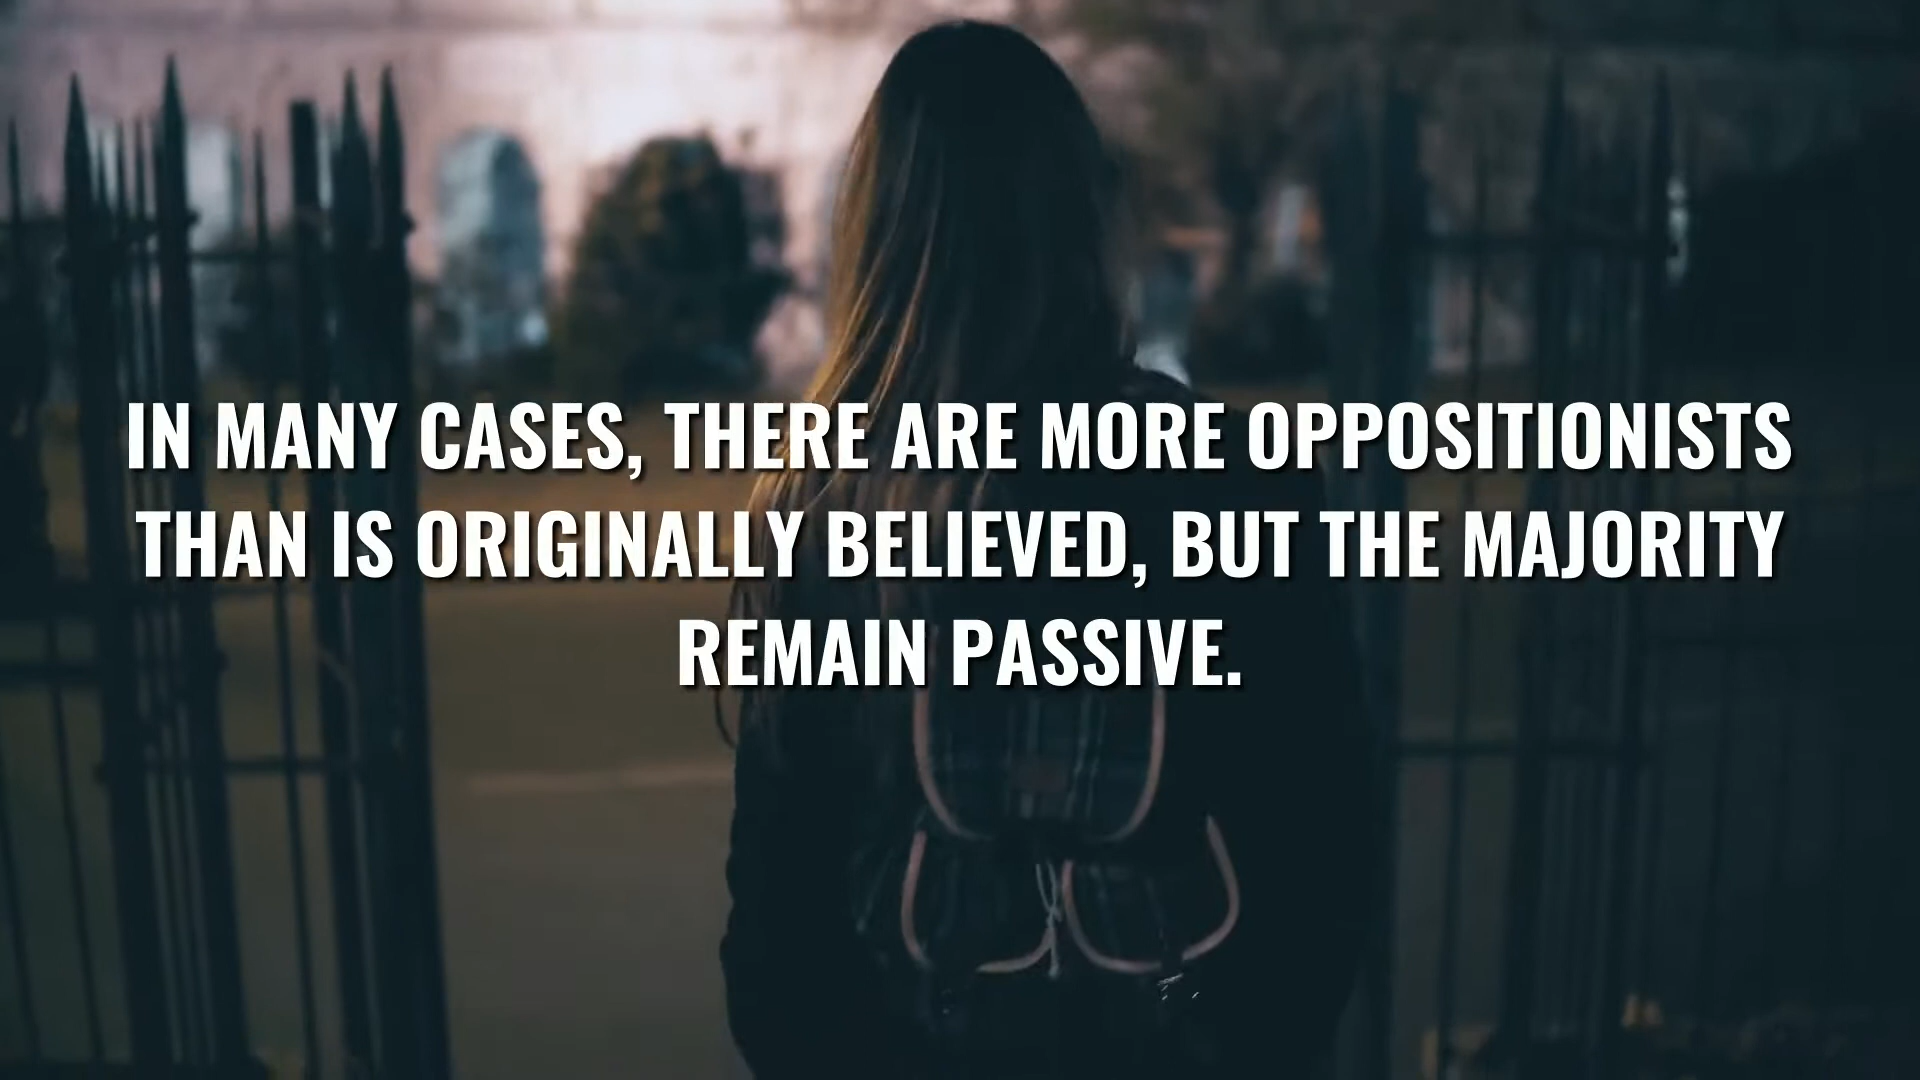 IN MANY CASES, THERE ARE MORE OPPOSITIONISTS
THAN IS ORIGINALLY BELIEVED, BUT THE MAJORITY
REMAIN PASSIVE.